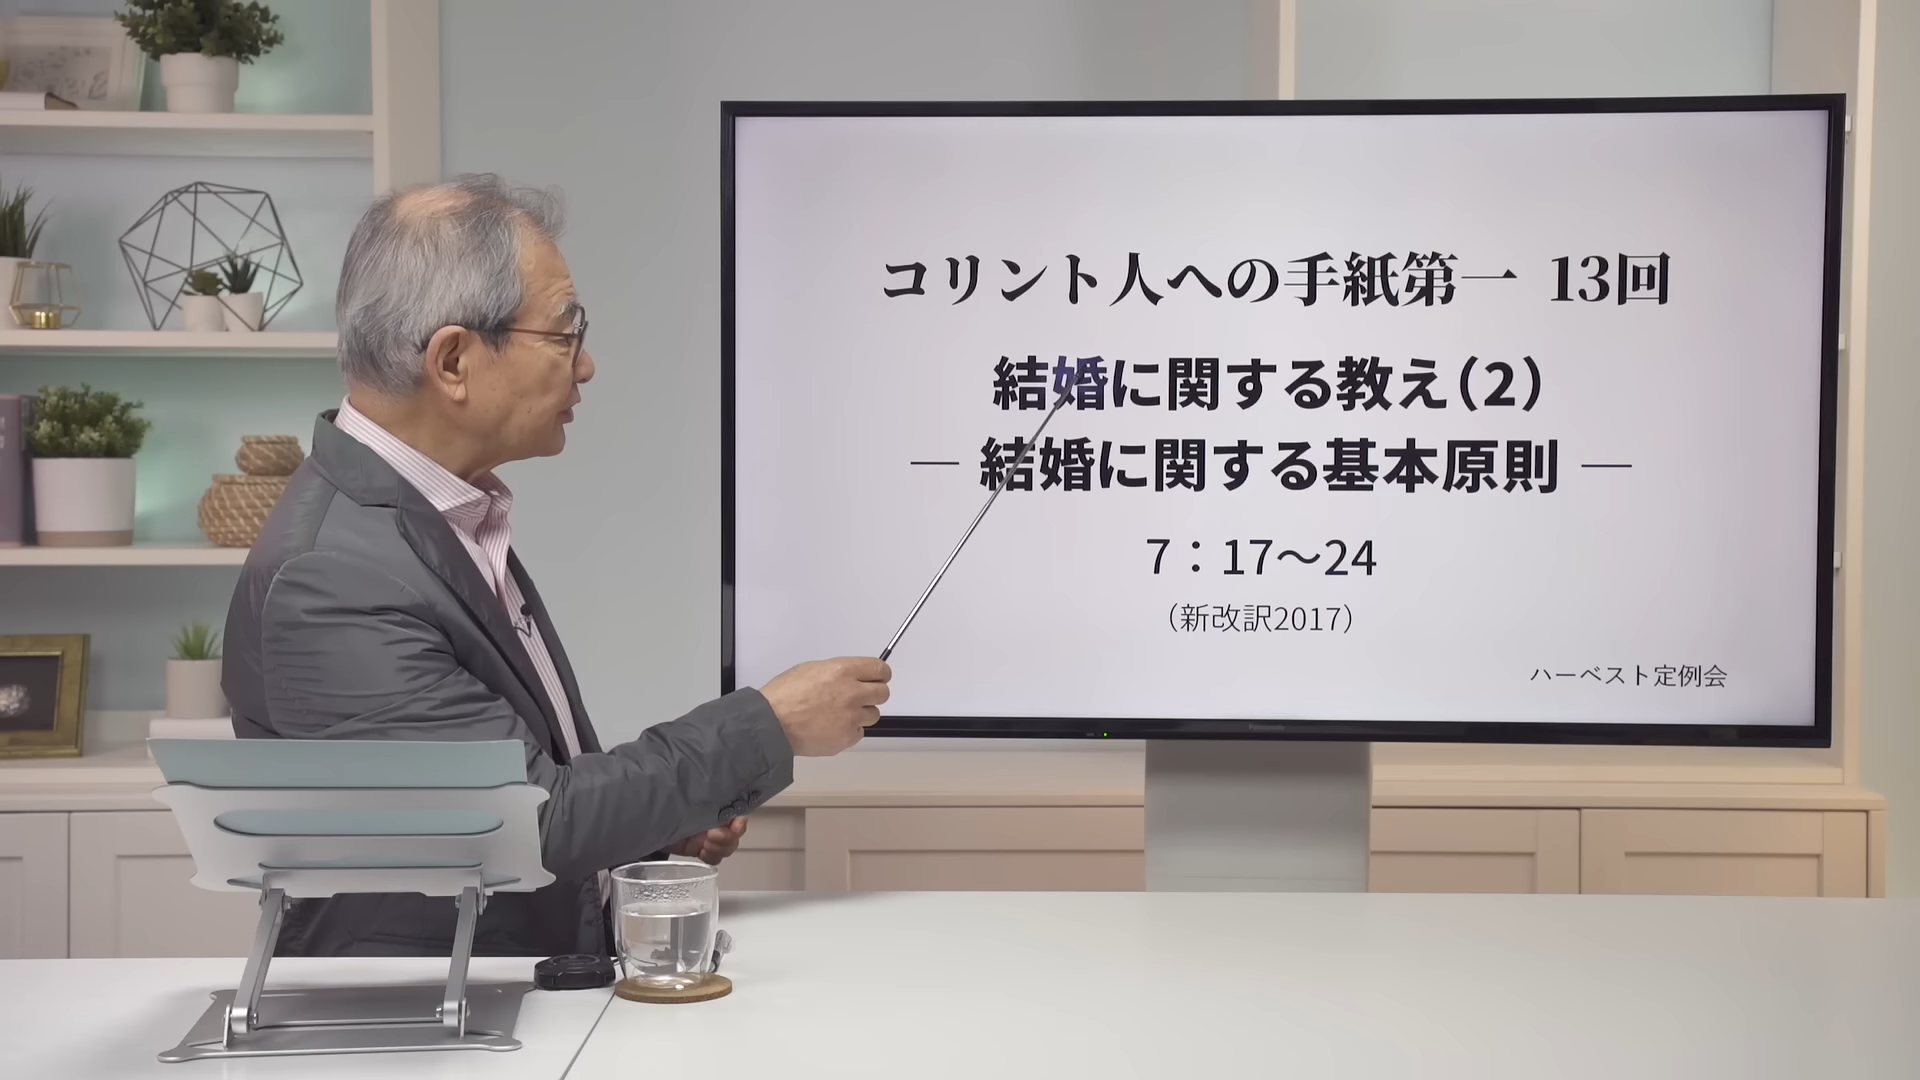 コリント人への手紙第一 13回
結婚に関する教え(2)
― 結婚に関する基本原則 ―
7：17〜24
（新改訳2017）
ハーベスト定例会
Panasonic